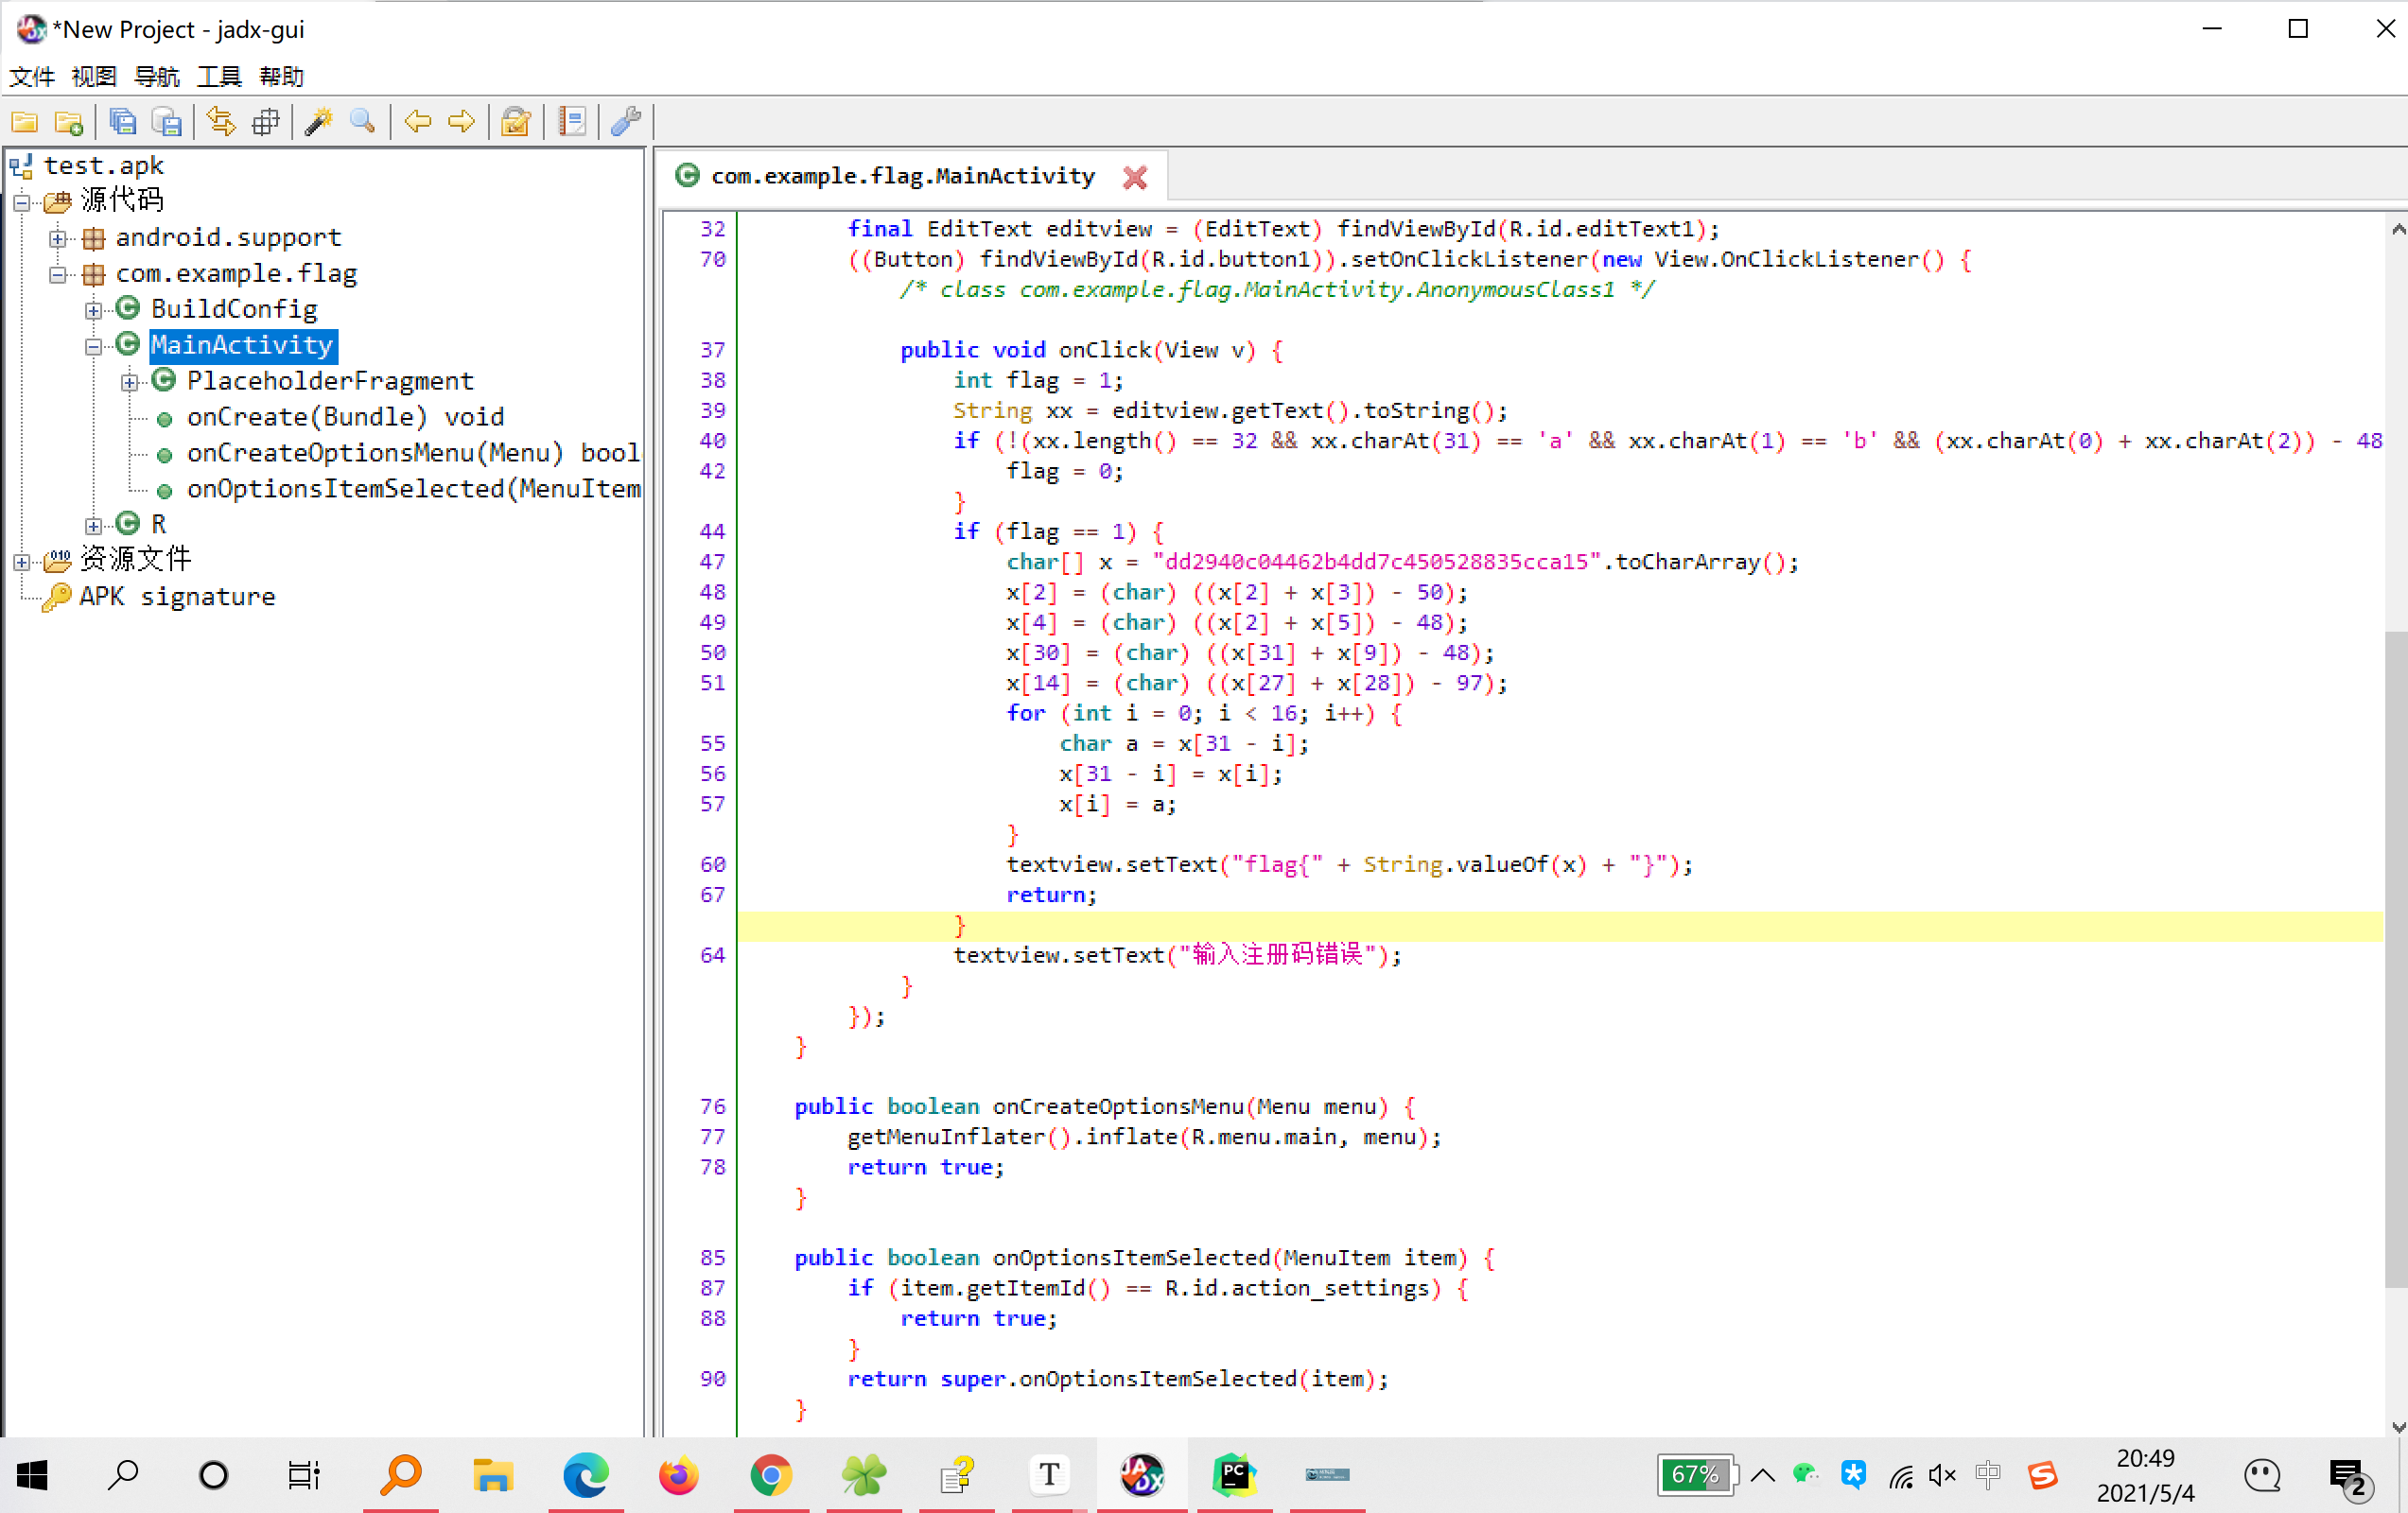 *New Project - jadx-gui
文件 视图 导航 工具 帮助
test.apk
源代码
android.support
com.example.flag
BuildConfig
MainActivity
PlaceholderFragment
onCreate(Bundle) void
onCreateOptionsMenu(Menu) bool
onOptionsItemSelected(MenuItem
R
资源文件
APK signature
com.example.flag.MainActivity
32 final EditText editview = (EditText) findViewById(R.id.editText1);
70 ((Button) findViewById(R.id.button1)).setOnClickListener(new View.OnClickListener() {
/* class com.example.flag.MainActivity.AnonymousClass1 */
37 public void onClick(View v) {
38 int flag = 1;
39 String xx = editview.getText().toString();
40 if (!(xx.length() == 32 && xx.charAt(31) == 'a' && xx.charAt(1) == 'b' && (xx.charAt(0) + xx.charAt(2)) - 48
42 flag = 0;
}
44 if (flag == 1) {
47 char[] x = "dd2940c04462b4dd7c450528835cca15".toCharArray();
48 x[2] = (char) ((x[2] + x[3]) - 50);
49 x[4] = (char) ((x[2] + x[5]) - 48);
50 x[30] = (char) ((x[31] + x[9]) - 48);
51 x[14] = (char) ((x[27] + x[28]) - 97);
for (int i = 0; i < 16; i++) {
55 char a = x[31 - i];
56 x[31 - i] = x[i];
57 x[i] = a;
}
60 textview.setText("flag{" + String.valueOf(x) + "}");
67 return;
}
64 textview.setText("输入注册码错误");
}
});
}
76 public boolean onCreateOptionsMenu(Menu menu) {
77 getMenuInflater().inflate(R.menu.main, menu);
78 return true;
}
85 public boolean onOptionsItemSelected(MenuItem item) {
87 if (item.getItemId() == R.id.action_settings) {
88 return true;
}
90 return super.onOptionsItemSelected(item);
}
67% 中 20:49
2021/5/4
2